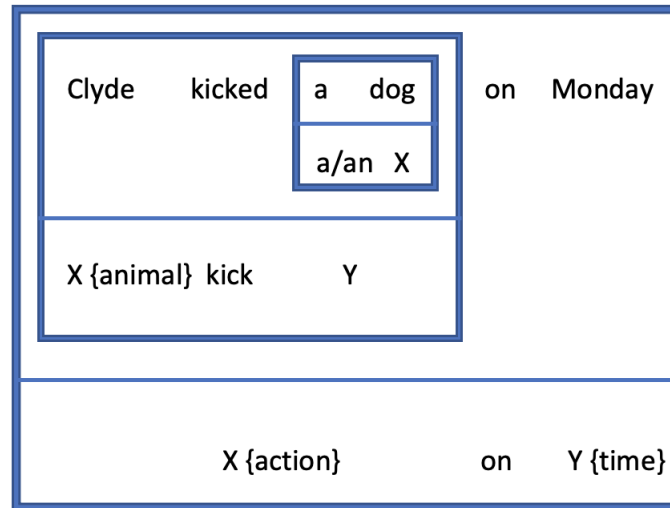 Clyde kicked a dog on Monday
a/an X
X {animal} kick Y
X {action} on Y {time}